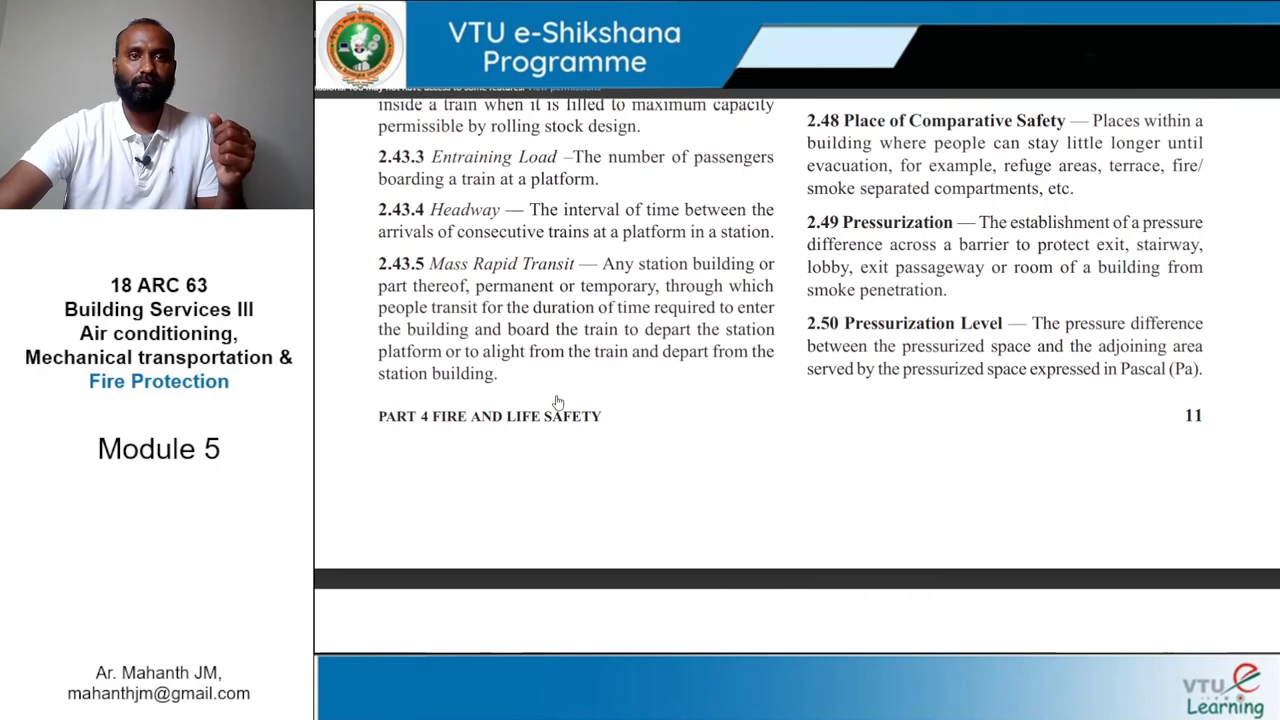 VTU e-Shikshana
Programme
inside a train when it is filled to maximum capacity
permissible by rolling stock design.
2.43.3 Entraining Load –The number of passengers
boarding a train at a platform.
2.43.4 Headway — The interval of time between the
arrivals of consecutive trains at a platform in a station.
2.43.5 Mass Rapid Transit — Any station building or
part thereof, permanent or temporary, through which
people transit for the duration of time required to enter
the building and board the train to depart the station
platform or to alight from the train and depart from the
station building.
2.48 Place of Comparative Safety — Places within a
building where people can stay little longer until
evacuation, for example, refuge areas, terrace, fire/
smoke separated compartments, etc.
2.49 Pressurization — The establishment of a pressure
difference across a barrier to protect exit, stairway,
lobby, exit passageway or room of a building from
smoke penetration.
2.50 Pressurization Level — The pressure difference
between the pressurized space and the adjoining area
served by the pressurized space expressed in Pascal (Pa).
PART 4 FIRE AND LIFE SAFETY
11
18 ARC 63
Building Services III
Air conditioning,
Mechanical transportation &
Fire Protection
Module 5
Ar. Mahanth JM,
mahanthjm@gmail.com
VTU e
Learning